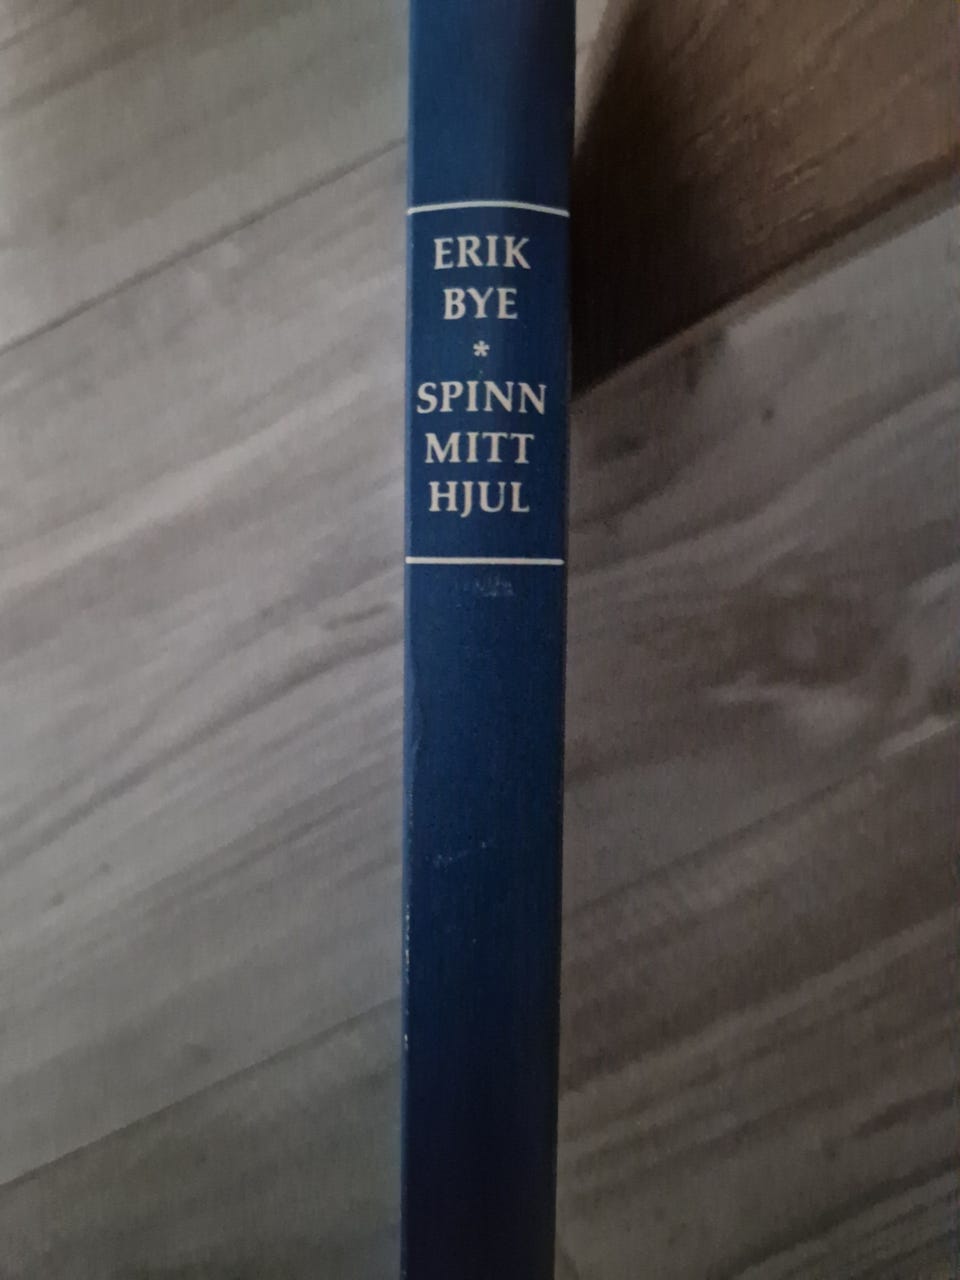 ERIK
BYE
*
SPINN
MITT
HJUL